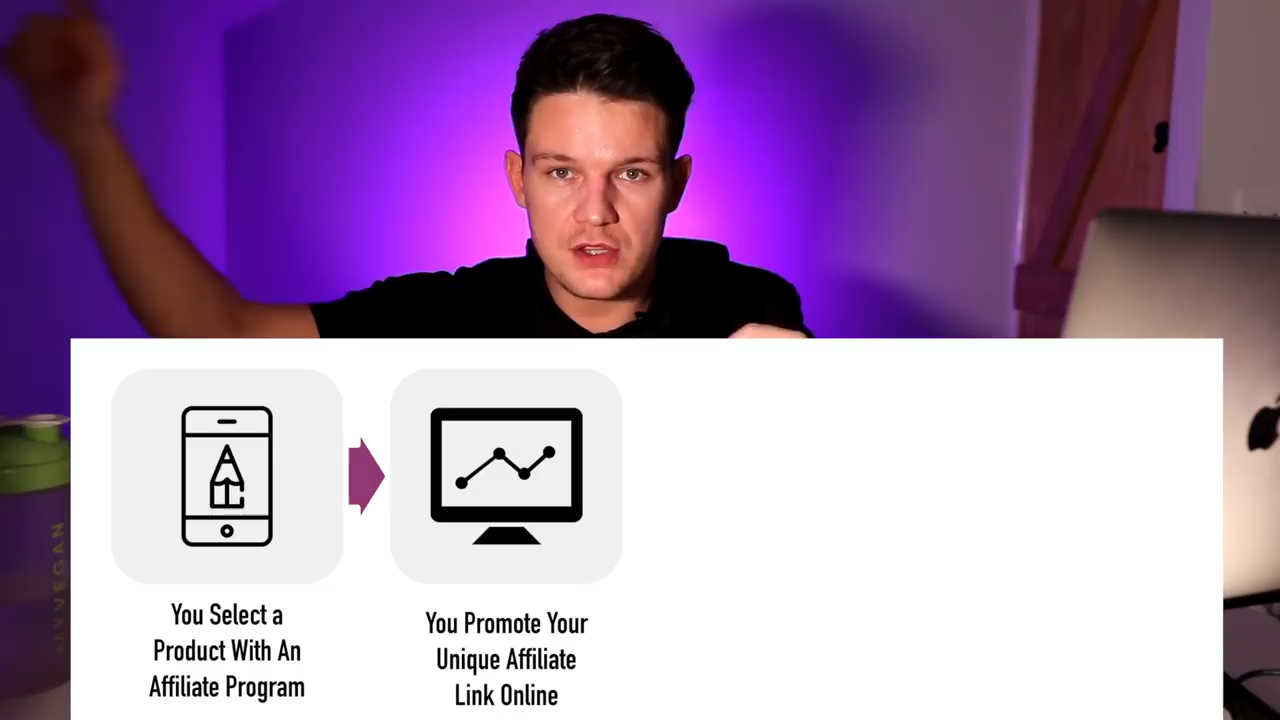 You Select a
Product With An
Affiliate Program
You Promote Your
Unique Affiliate
Link Online